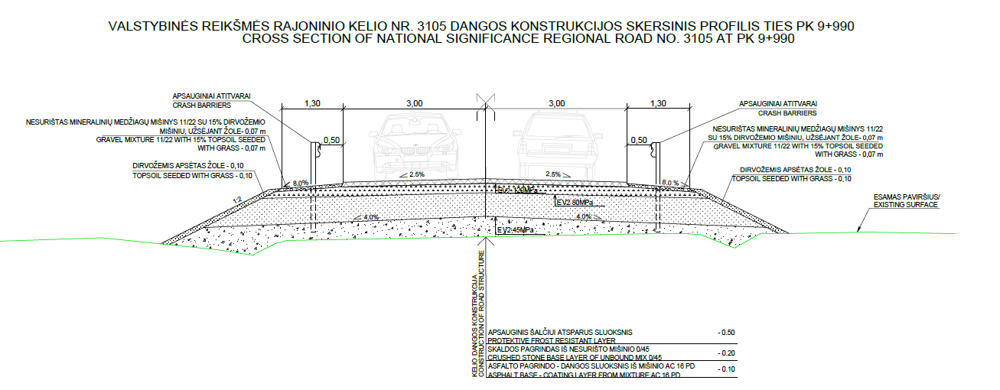 VALSTYBINĖS REIKŠMĖS RAJONINIO KELIO NR. 3105 DANGOS KONSTRUKCIJOS SKERSINIS PROFILIS TIES PK 9+990
CROSS SECTION OF NATIONAL SIGNIFICANCE REGIONAL ROAD NO. 3105 AT PK 9+990
APSAUGINIAI ATITVARAI
CRASH BARRIERS
1,30
3,00
3,00
1,30
APSAUGINIAI ATITVARAI
CRASH BARRIERS
NESURIŠTAS MINERALINIŲ MEDŽIAGŲ MIŠINYS 11/22 SU 15% DIRVOŽEMIO
MIŠINIU, UŽSĖJANT ŽOLE- 0,07 m
GRAVEL MIXTURE 11/22 WITH 15% TOPSOIL SEEDED
WITH GRASS - 0,07 m
0,50
0,50
NESURIŠTAS MINERALINIŲ MEDŽIAGŲ MIŠINYS 11/22
SU 15% DIRVOŽEMIO MIŠINIU, UŽSĖJANT ŽOLE- 0,07 m
GRAVEL MIXTURE 11/22 WITH 15% TOPSOIL SEEDED
WITH GRASS - 0,07 m
DIRVOŽEMIS APSĖTAS ŽOLE - 0,10
TOPSOIL SEEDED WITH GRASS - 0,10
DIRVOŽEMIS APSĖTAS ŽOLE - 0,10
TOPSOIL SEEDED WITH GRASS - 0,10
8.0%
2.5%
2.5%
8.0%
1:2
EV2 120MPa
EV2 80MPa
4.0%
4.0%
EV2 45MPa
ESAMAS PAVIRŠIUS/
EXISTING SURFACE
KELIO DANGOS KONSTRUKCIJA
CONSTRUCTION OF ROAD STRUCTURE
APSAUGINIS ŠALČIUI ATSPARUS SLUOKSNIS - 0.50
PROTEKTIVE FROST RESISTANT LAYER
SKALDOS PAGRINDAS IŠ NESURIŠTO MIŠINIO 0/45 - 0.20
CRUSHED STONE BASE LAYER OF UNBOUND MIX 0/45
ASFALTO PAGRINDO - DANGOS SLUOKSNIS IŠ MIŠINIO AC 16 PD - 0.10
ASPHALT BASE - COATING LAYER FROM MIXTURE AC 16 PD